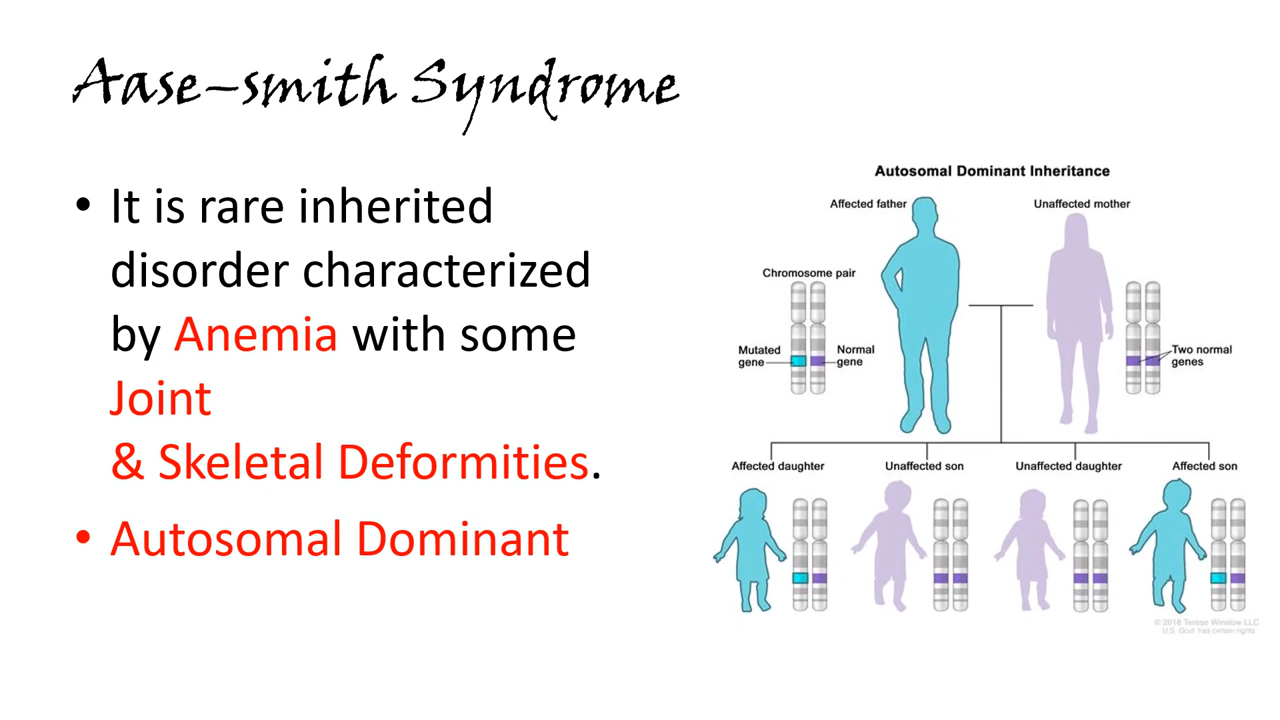 Aase-smith Syndrome
• It is rare inherited
disorder characterized
by Anemia with some
Joint
& Skeletal Deformities.
• Autosomal Dominant
Autosomal Dominant Inheritance
Affected father
Unaffected mother
Chromosome pair
Mutated
gene
Normal
gene
Two normal
genes
Affected daughter
Unaffected son
Unaffected daughter
Affected son
© 2018 Terese Winslow LLC
U.S. Govt. has certain rights